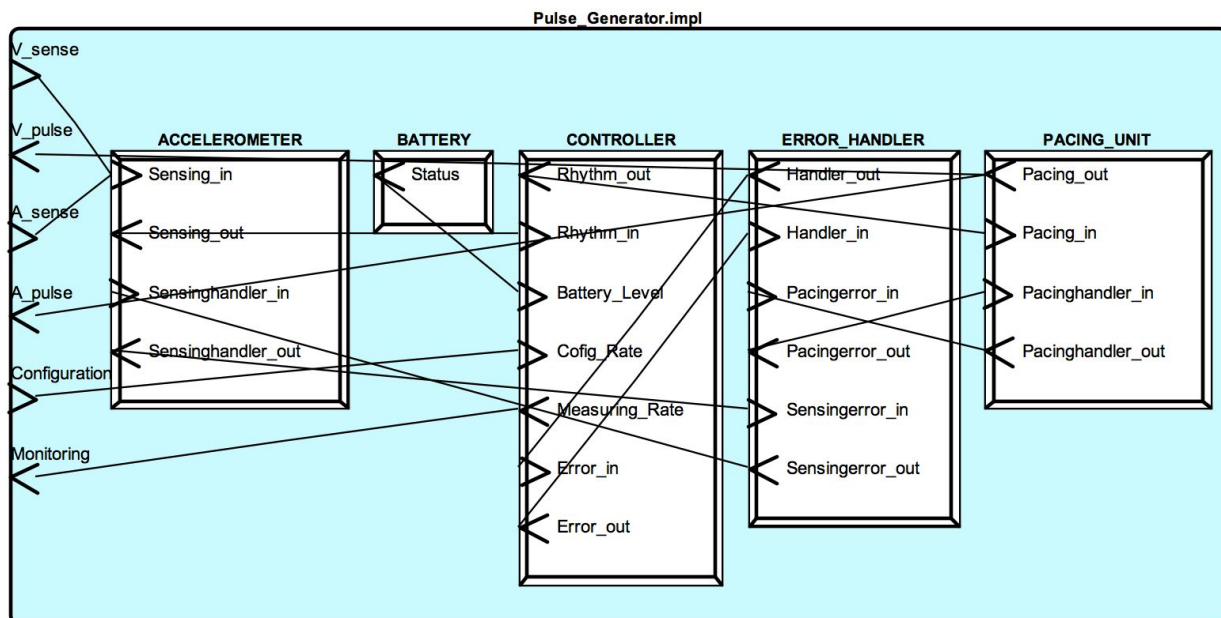 Pulse_Generator.impl
V_sense
V_pulse
A_sense
A_pulse
Configuration
Monitoring
ACCELEROMETER
Sensing_in
Sensing_out
Sensinghandler_in
Sensinghandler_out
BATTERY
Status
CONTROLLER
Rhythm_out
Rhythm_in
Battery_Level
Cofig_Rate
Measuring_Rate
Error_in
Error_out
ERROR_HANDLER
Handler_out
Handler_in
Pacingerror_in
Pacingerror_out
Sensingerror_in
Sensingerror_out
PACING_UNIT
Pacing_out
Pacing_in
Pacinghandler_in
Pacinghandler_out